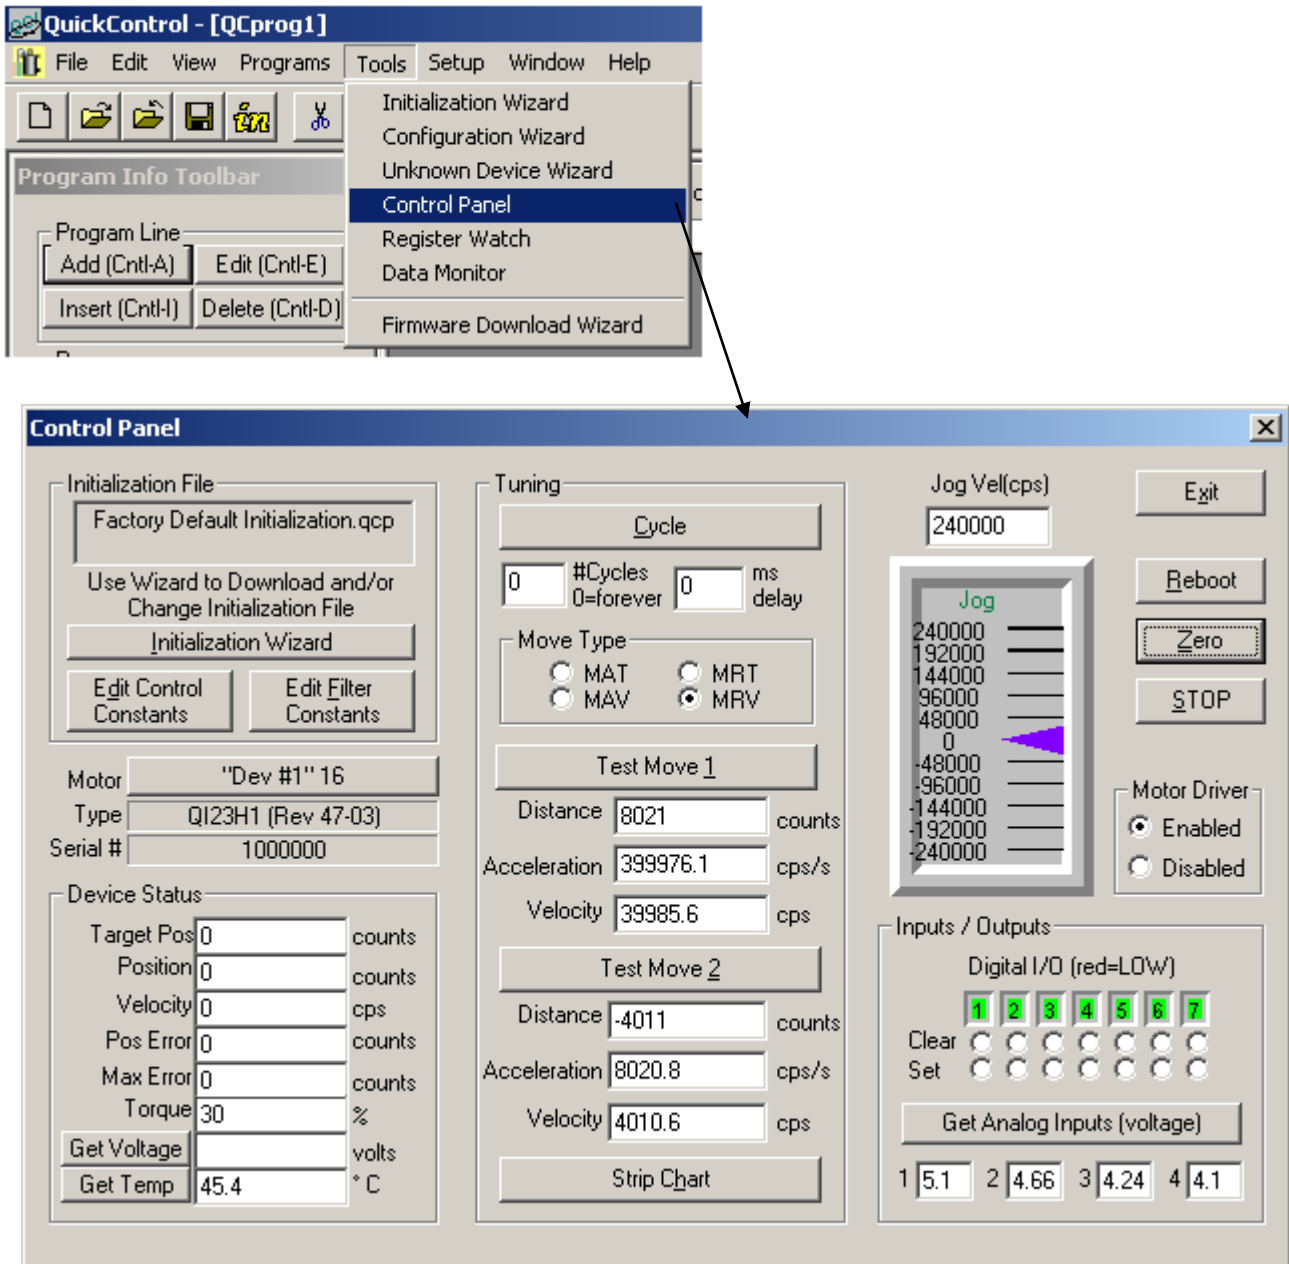 QuickControl - [QCprog1]
File Edit View Programs Tools Setup Window Help
Initialization Wizard
Configuration Wizard
Unknown Device Wizard
Control Panel
Register Watch
Data Monitor
Firmware Download Wizard
Program Info Toolbar
Program Line
Add (Cntl-A) Edit (Cntl-E)
Insert (Cntl-I) Delete (Cntl-D)
Control Panel
Initialization File
Factory Default Initialization.qcp
Use Wizard to Download and/or
Change Initialization File
Initialization Wizard
Edit Control Constants
Edit Filter Constants
Motor "Dev #1" 16
Type QI23H1 (Rev 47-03)
Serial # 1000000
Device Status
Target Pos 0 counts
Position 0 counts
Velocity 0 cps
Pos Error 0 counts
Max Error 0 counts
Torque 30 %
Get Voltage volts
Get Temp 45.4 ° C
Tuning
Cycle
0 #Cycles 0=forever 0 ms delay
Move Type
MAT MRT
MAV MRV
Test Move 1
Distance 8021 counts
Acceleration 399976.1 cps/s
Velocity 39985.6 cps
Test Move 2
Distance -4011 counts
Acceleration 8020.8 cps/s
Velocity 4010.6 cps
Strip Chart
Jog Vel(cps)
240000
Jog
240000
192000
144000
96000
48000
0
-48000
-96000
-144000
-192000
-240000
Exit
Reboot
Zero
STOP
Motor Driver
Enabled
Disabled
Inputs / Outputs
Digital I/O (red=LOW)
1 2 3 4 5 6 7
Clear
Set
Get Analog Inputs (voltage)
1 5.1 2 4.66 3 4.24 4 4.1